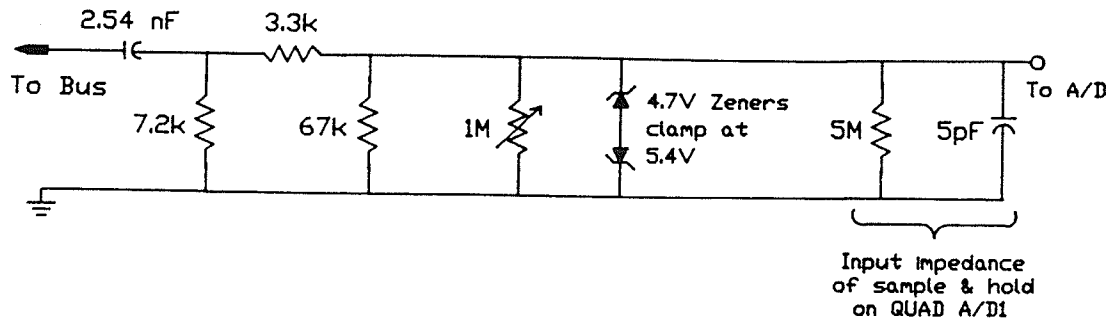 2.54 nF
3.3k
To Bus
To A/D
7.2k
67k
1M
4.7V Zeners
clamp at
5.4V
5M
5pF
Input impedance
of sample & hold
on QUAD A/D1